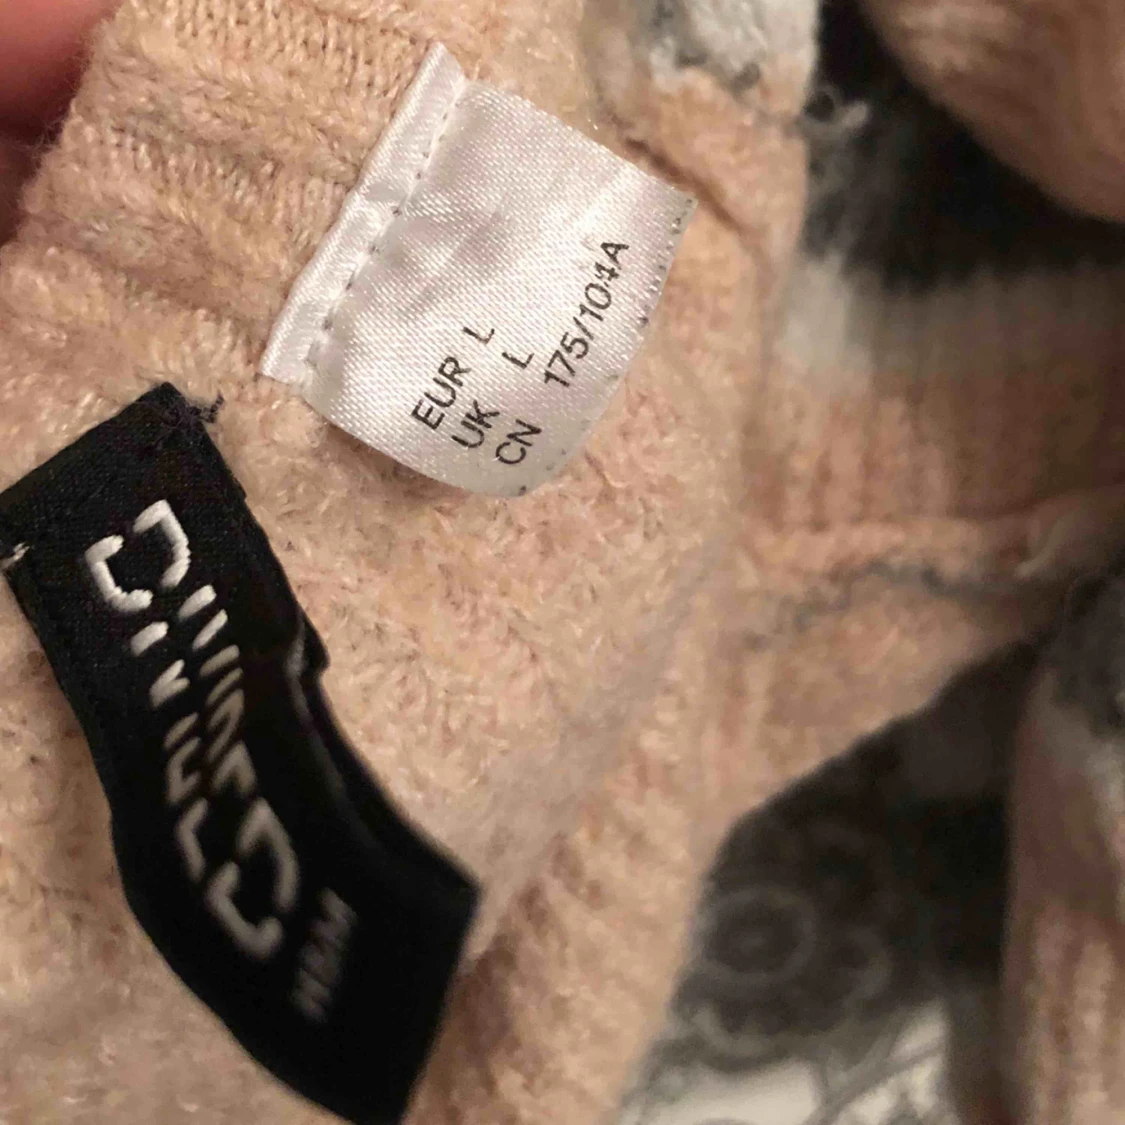 EUR L
UK L
CN 175/104A
DIVIDED
H&M